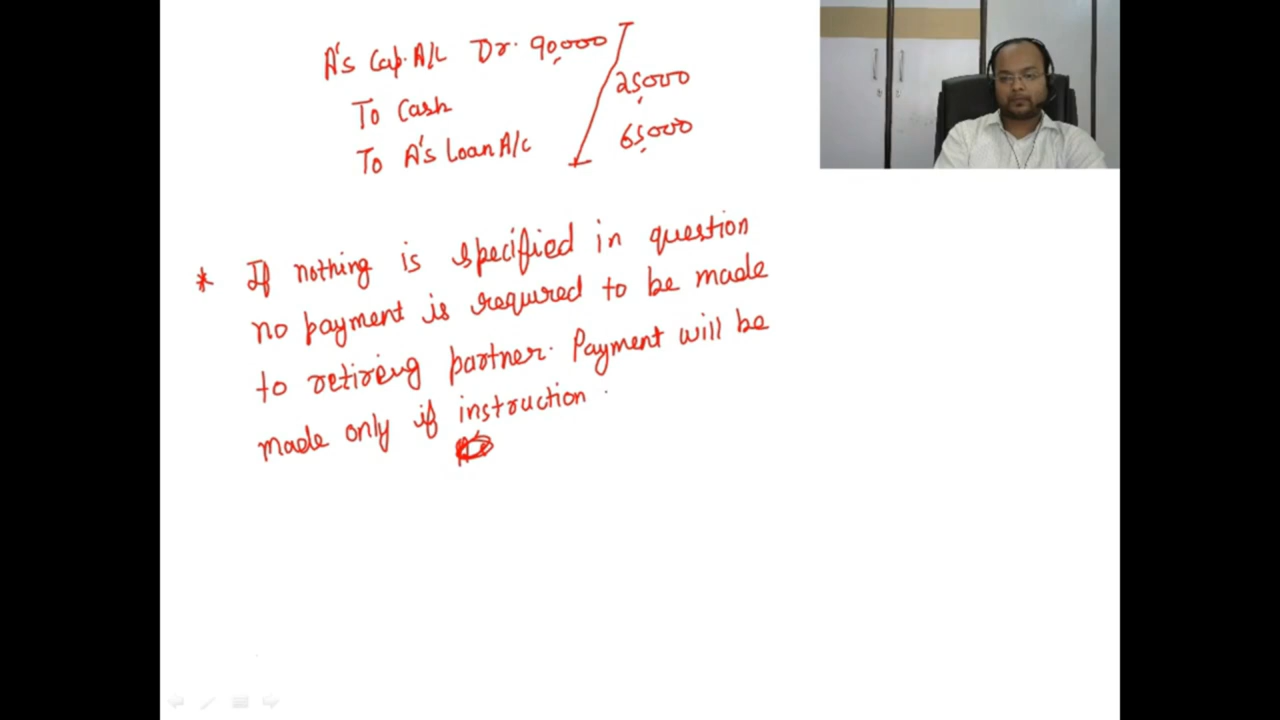 A's Cap. A/c Dr. 90,000
To Cash 25,000
To A's Loan A/c 65,000
* If nothing is specified in question
no payment is required to be made
to retiring partner. Payment will be
made only if instruction